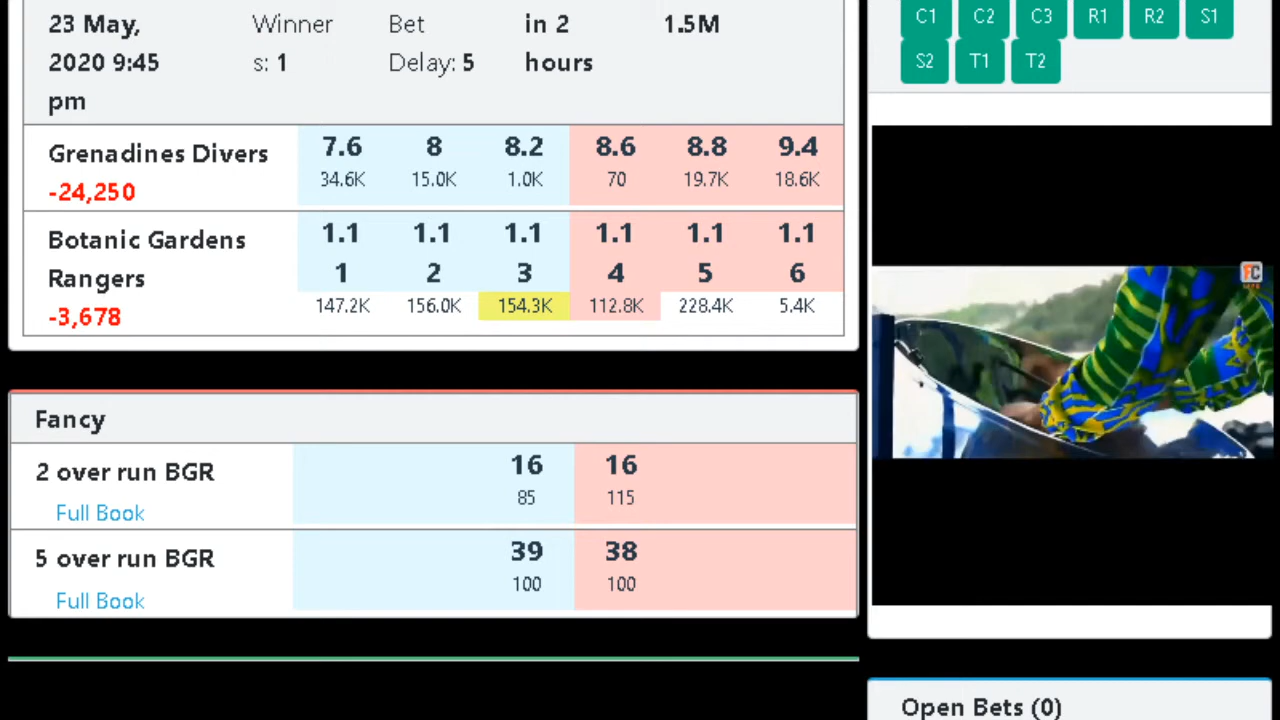 23 May, 2020 9:45 pm
Winner s: 1
Bet Delay: 5
in 2 hours
1.5M
C1 C2 C3 R1 R2 S1
S2 T1 T2
Grenadines Divers
-24,250
7.6 8 8.2 8.6 8.8 9.4
34.6K 15.0K 1.0K 70 19.7K 18.6K
Botanic Gardens
Rangers
-3,678
1.1 1.1 1.1 1.1 1.1 1.1
1 2 3 4 5 6
147.2K 156.0K 154.3K 112.8K 228.4K 5.4K
FC
Fancy
2 over run BGR
Full Book
16 16
85 115
5 over run BGR
Full Book
39 38
100 100
Open Bets (0)